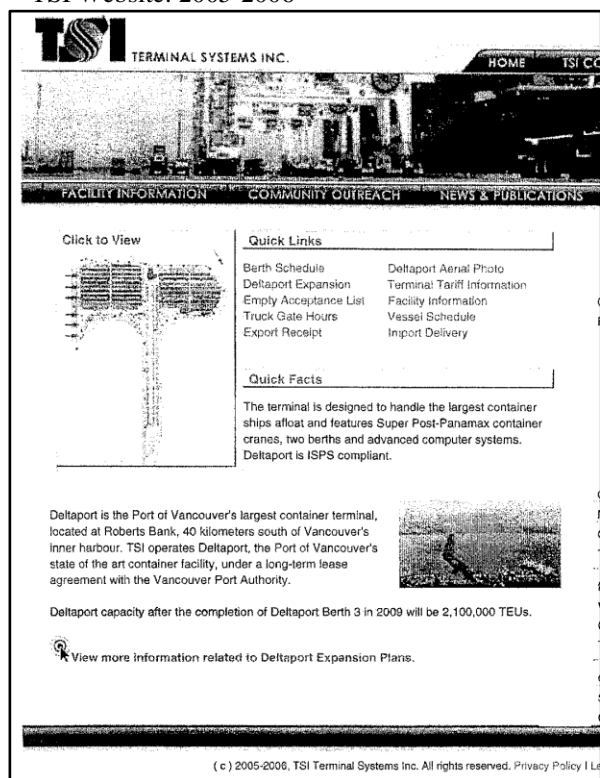 TSI Website: 2005-2006
TSI
TERMINAL SYSTEMS INC.
HOME TSI CO
FACILITY INFORMATION COMMUNITY OUTREACH NEWS & PUBLICATIONS
Click to View
Quick Links
Berth Schedule Deltaport Aerial Photo
Deltaport Expansion Terminal Tariff Information
Empty Acceptance List Facility Information
Truck Gate Hours Vessel Schedule
Export Receipt Import Delivery
Quick Facts
The terminal is designed to handle the largest container
ships afloat and features Super Post-Panamax container
cranes, two berths and advanced computer systems.
Deltaport is ISPS compliant.
Deltaport is the Port of Vancouver's largest container terminal,
located at Roberts Bank, 40 kilometers south of Vancouver's
inner harbour. TSI operates Deltaport, the Port of Vancouver's
state of the art container facility, under a long-term lease
agreement with the Vancouver Port Authority.
Deltaport capacity after the completion of Deltaport Berth 3 in 2009 will be 2,100,000 TEUs.
View more information related to Deltaport Expansion Plans.
( c ) 2005-2006, TSI Terminal Systems Inc. All rights reserved. Privacy Policy I Le